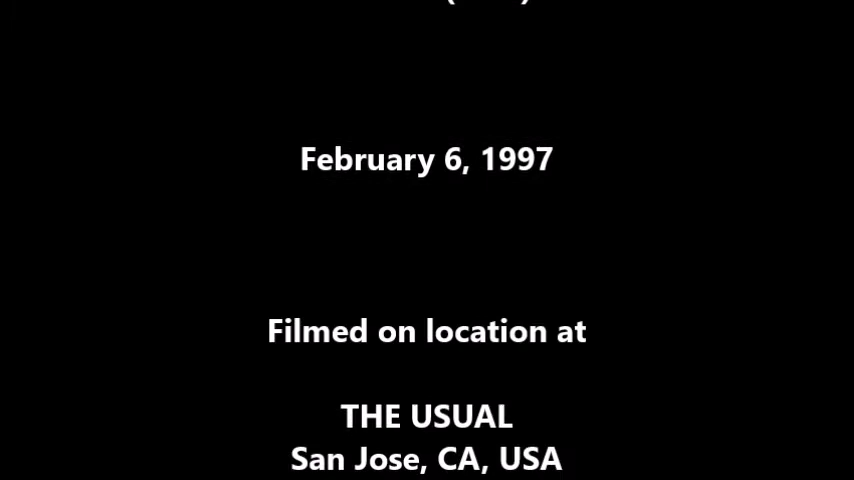 February 6, 1997
Filmed on location at
THE USUAL
San Jose, CA, USA